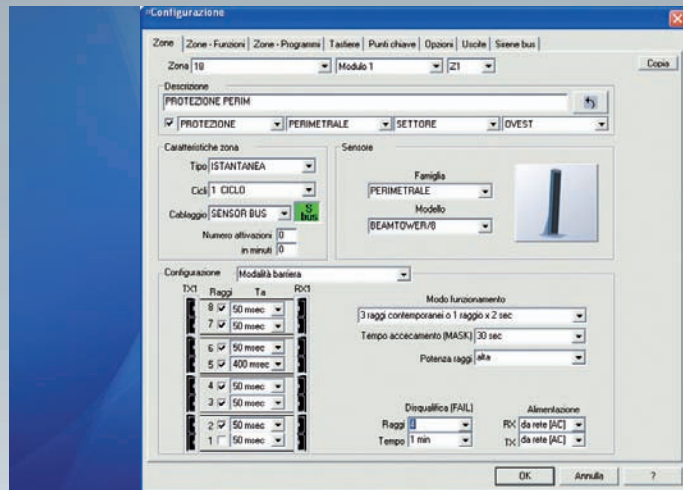 Configurazione
Zone Zone - Funzioni Zone - Programmi Tastiere Punti chiave Opzioni Uscite Sirene bus
Zona 18 Modulo 1 Z1 Copia
Descrizione
PROTEZIONE PERIM
PROTEZIONE PERIMETRALE SETTORE OVEST
Caratteristiche zona Sensore
Tipo ISTANTANEA
Famiglia
Cicli 1 CICLO PERIMETRALE
Modello
Cablaggio SENSOR BUS S bus BEAMTOWER/8
Numero attivazioni 0
in minuti 0
Configurazione Modalità barriera
TX1 Raggi Ta RX1
Modo funzionamento
8 50 msec 3 raggi contemporanei o 1 raggio x 2 sec
7 50 msec
Tempo accecamento (MASK) 30 sec
6 50 msec
Potenza raggi alta
5 400 msec
4 50 msec
3 50 msec
Disqualifica (FAIL) Alimentazione
2 50 msec Raggi 4 RX da rete (AC)
1 50 msec Tempo 1 min TX da rete (AC)
OK Annulla ?